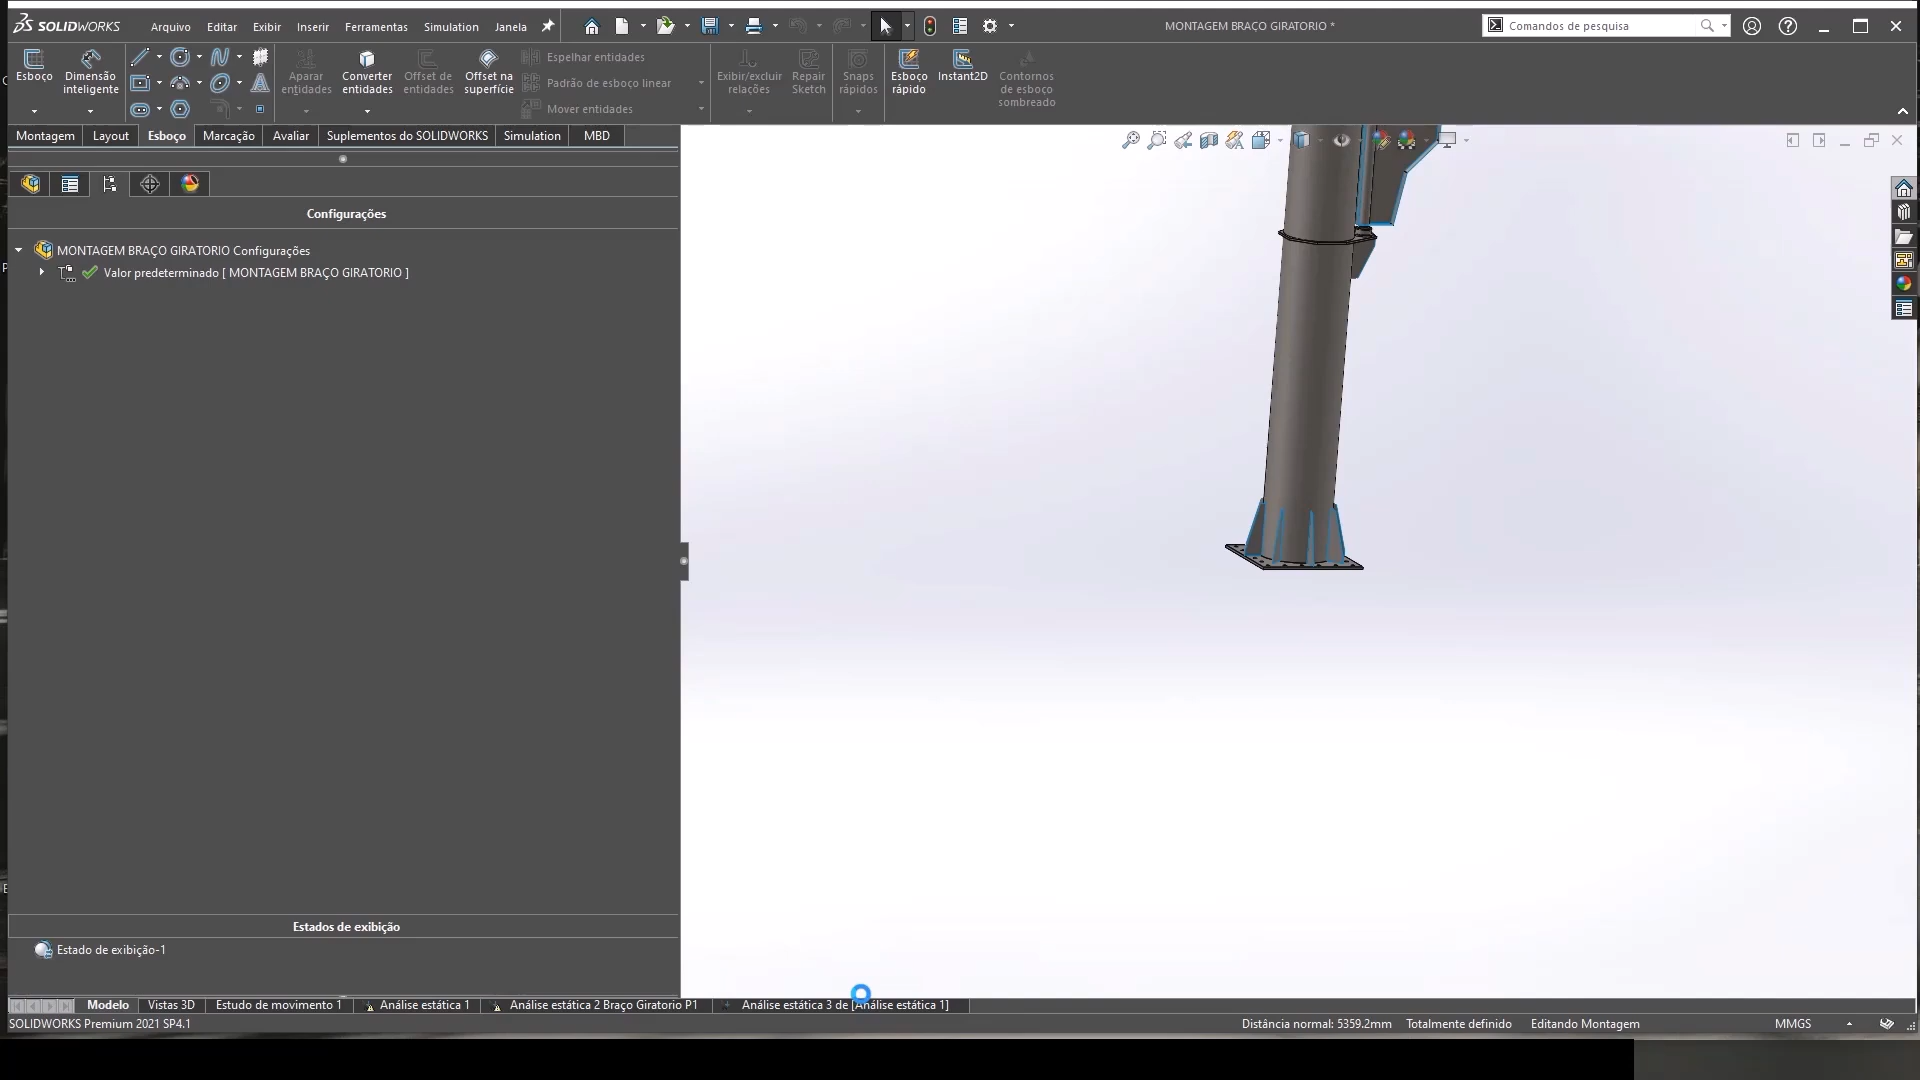 SOLIDWORKS Arquivo Editar Exibir Inserir Ferramentas Simulation Janela MONTAGEM BRAÇO GIRATORIO * Comandos de pesquisa
Esboço
Dimensão inteligente
Aparar entidades
Converter entidades
Offset de entidades
Offset na superfície
Espelhar entidades
Padrão de esboço linear
Mover entidades
Exibir/excluir relações
Repair Sketch
Snaps rápidos
Esboço rápido
Instant2D
Contornos de esboço sombreado
Montagem Layout Esboço Marcação Avaliar Suplementos do SOLIDWORKS Simulation MBD
Configurações
MONTAGEM BRAÇO GIRATORIO Configurações
Valor predeterminado [ MONTAGEM BRAÇO GIRATORIO ]
Estados de exibição
Estado de exibição-1
Modelo Vistas 3D Estudo de movimento 1 Análise estática 1 Análise estática 2 Braço Giratorio P1 Análise estática 3 de [Análise estática 1]
SOLIDWORKS Premium 2021 SP4.1 Distância normal: 5359.2mm Totalmente definido Editando Montagem MMGS